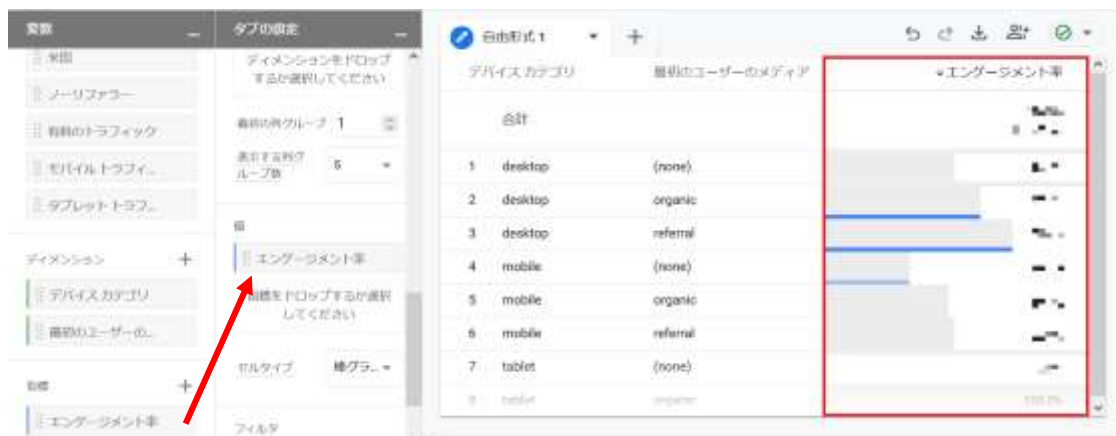 変数
米国
ノーリファラー
有料のトラフィック
モバイル トラフィ...
タブレット トラフ...
ディメンション +
デバイス カテゴリ
最初のユーザーの...
指標 +
エンゲージメント率
タブの設定
ディメンションをドロップ
するか選択してください
最初の列グループ 1
表示する列グ
ループ数 5
値
エンゲージメント率
指標をドロップするか選択
してください
セルタイプ 棒グラ...
フィルタ
自由形式 1 +
デバイス カテゴリ 最初のユーザーのメディア エンゲージメント率
合計
1 desktop (none)
2 desktop organic
3 desktop referral
4 mobile (none)
5 mobile organic
6 mobile referral
7 tablet (none)
8 tablet organic 100.0%